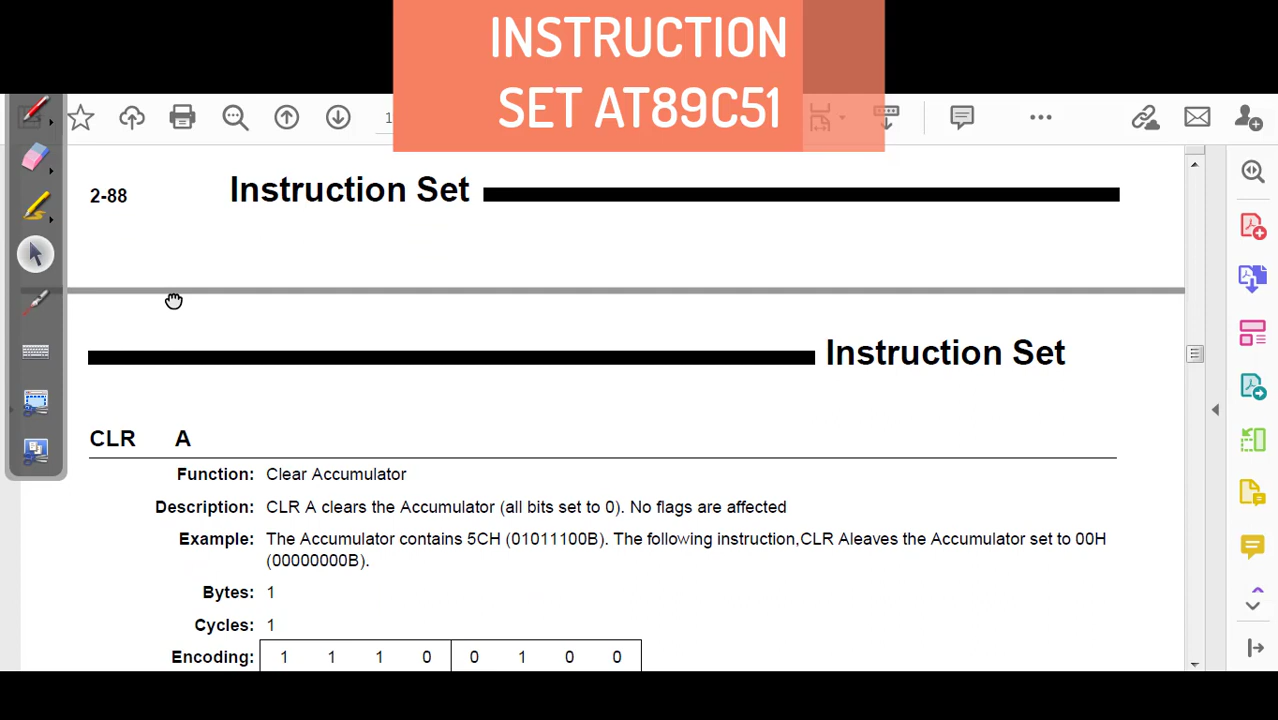 INSTRUCTION
SET AT89C51
2-88 Instruction Set
Instruction Set
CLR A
Function: Clear Accumulator
Description: CLR A clears the Accumulator (all bits set to 0). No flags are affected
Example: The Accumulator contains 5CH (01011100B). The following instruction,CLR Aleaves the Accumulator set to 00H
(00000000B).
Bytes: 1
Cycles: 1
Encoding: 1 1 1 0 0 1 0 0